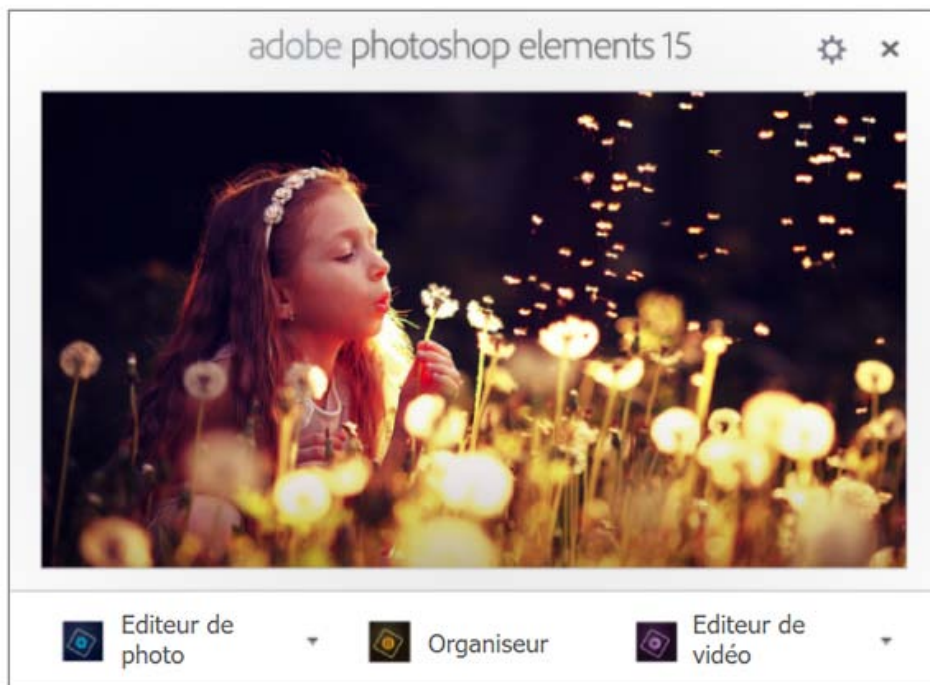 adobe photoshop elements 15
Editeur de
photo
Organiseur
Editeur de
vidéo